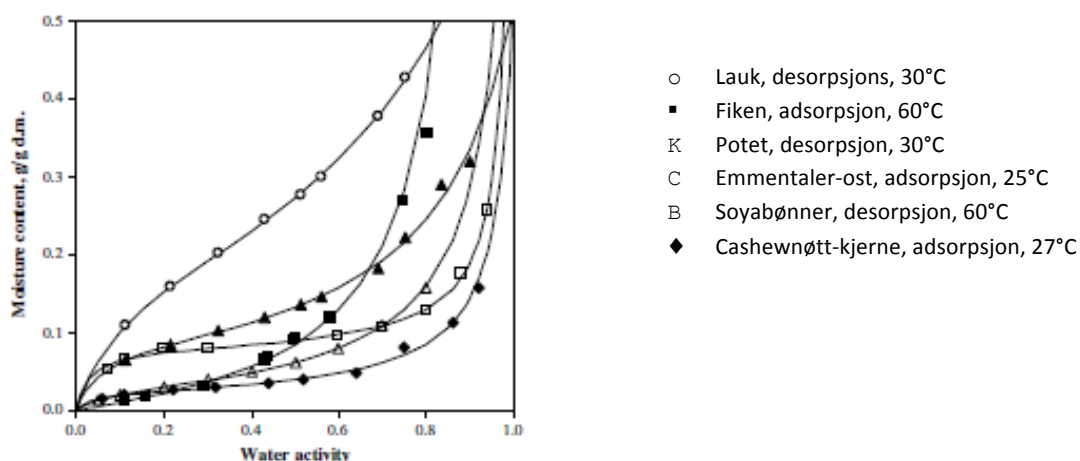 0.5
0.4
0.3
0.2
0.1
0.0
0.0 0.2 0.4 0.6 0.8 1.0
Moisture content, g/g d.m.
Water activity
○ Lauk, desorpsjons, 30°C
■ Fiken, adsorpsjon, 60°C
K Potet, desorpsjon, 30°C
C Emmentaler-ost, adsorpsjon, 25°C
B Soyabønner, desorpsjon, 60°C
♦ Cashewnøtt-kjerne, adsorpsjon, 27°C